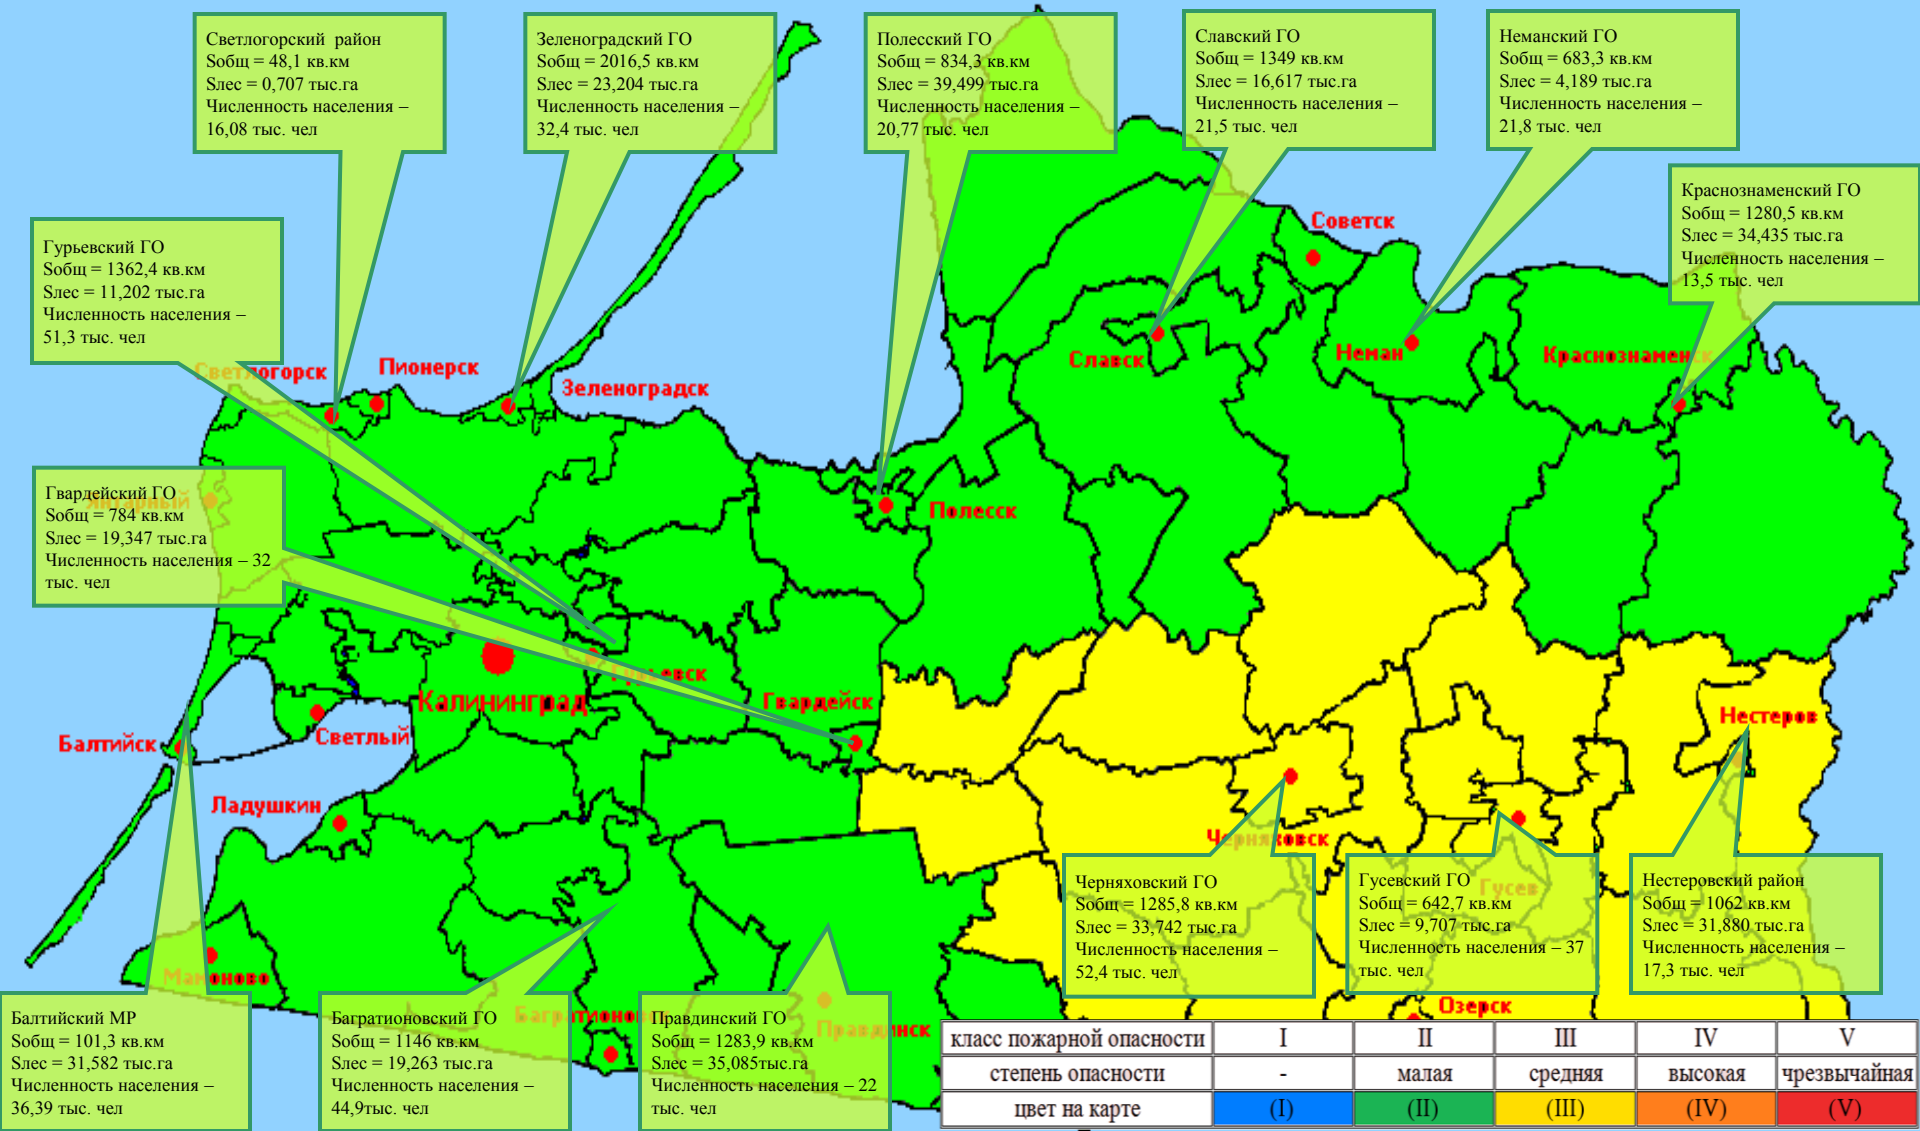 Светлогорский район
Sобщ = 48,1 кв.км
Sлес = 0,707 тыс.га
Численность населения –
16,08 тыс. чел
Зеленоградский ГО
Sобщ = 2016,5 кв.км
Sлес = 23,204 тыс.га
Численность населения –
32,4 тыс. чел
Полесский ГО
Sобщ = 834,3 кв.км
Sлес = 39,499 тыс.га
Численность населения –
20,77 тыс. чел
Славский ГО
Sобщ = 1349 кв.км
Sлес = 16,617 тыс.га
Численность населения –
21,5 тыс. чел
Неманский ГО
Sобщ = 683,3 кв.км
Sлес = 4,189 тыс.га
Численность населения –
21,8 тыс. чел
Краснознаменский ГО
Sобщ = 1280,5 кв.км
Sлес = 34,435 тыс.га
Численность населения –
13,5 тыс. чел
Гурьевский ГО
Sобщ = 1362,4 кв.км
Sлес = 11,202 тыс.га
Численность населения –
51,3 тыс. чел
Советск
Славск
Неман
Краснознаменск
Светлогорск
Пионерск
Зеленоградск
Гвардейский ГО
Sобщ = 784 кв.км
Sлес = 19,347 тыс.га
Численность населения – 32
тыс. чел
Янтарный
Полесск
Гурьевск
Калининград
Гвардейск
Нестеров
Балтийск
Светлый
Ладушкин
Черняховск
Гусев
Мамоново
Багратионовск
Правдинск
Озерск
Черняховский ГО
Sобщ = 1285,8 кв.км
Sлес = 33,742 тыс.га
Численность населения –
52,4 тыс. чел
Гусевский ГО
Sобщ = 642,7 кв.км
Sлес = 9,707 тыс.га
Численность населения – 37
тыс. чел
Нестеровский район
Sобщ = 1062 кв.км
Sлес = 31,880 тыс.га
Численность населения –
17,3 тыс. чел
Балтийский МР
Sобщ = 101,3 кв.км
Sлес = 31,582 тыс.га
Численность населения –
36,39 тыс. чел
Багратионовский ГО
Sобщ = 1146 кв.км
Sлес = 19,263 тыс.га
Численность населения –
44,9тыс. чел
Правдинский ГО
Sобщ = 1283,9 кв.км
Sлес = 35,085тыс.га
Численность населения – 22
тыс. чел
класс пожарной опасности I II III IV V
степень опасности - малая средняя высокая чрезвычайная
цвет на карте (I) (II) (III) (IV) (V)